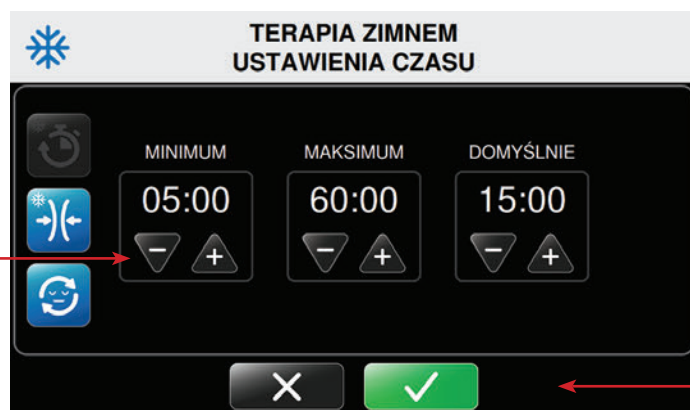 TERAPIA ZIMNEM
USTAWIENIA CZASU
MINIMUM MAKSIMUM DOMYŚLNIE
05:00 60:00 15:00
- + - + - +